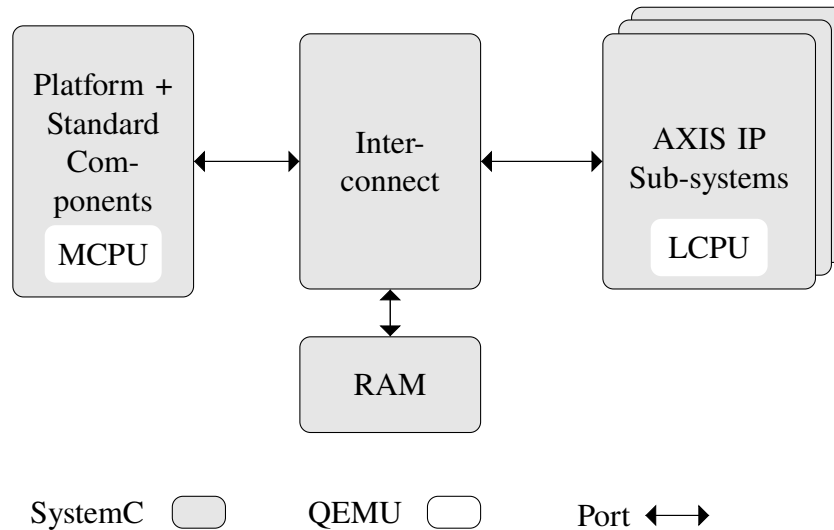 Platform +
Standard
Com-
ponents
MCPU
Inter-
connect
AXIS IP
Sub-systems
LCPU
RAM
SystemC
QEMU
Port